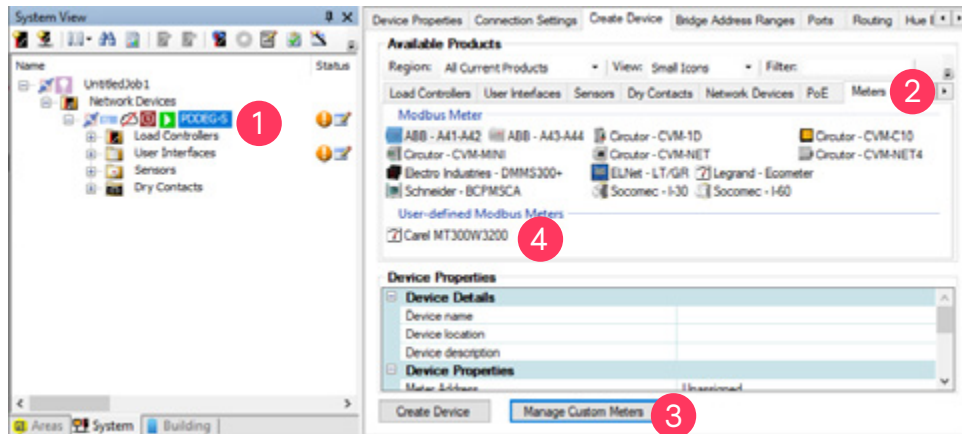 System View
Name Status
UntitledJob1
Network Devices
PDDEG-S
1
Load Controllers
User Interfaces
Sensors
Dry Contacts
Areas System Building
Device Properties Connection Settings Create Device Bridge Address Ranges Ports Routing Hue
Available Products
Region: All Current Products View: Small Icons Filter:
Load Controllers User Interfaces Sensors Dry Contacts Network Devices PoE Meters 2
Modbus Meter
ABB - A41-A42 ABB - A43-A44 Circutor - CVM-1D Circutor - CVM-C10
Circutor - CVM-MINI Circutor - CVM-NET Circutor - CVM-NET4
Electro Industries - DMMS300+ ELNet - LT/GR Legrand - Ecometer
Schneider - BCPMSCA Socomec - I-30 Socomec - I-60
User-defined Modbus Meters
Carel MT300W3200 4
Device Properties
Device Details
Device name
Device location
Device description
Device Properties
Meter Address Unassigned
Create Device Manage Custom Meters 3